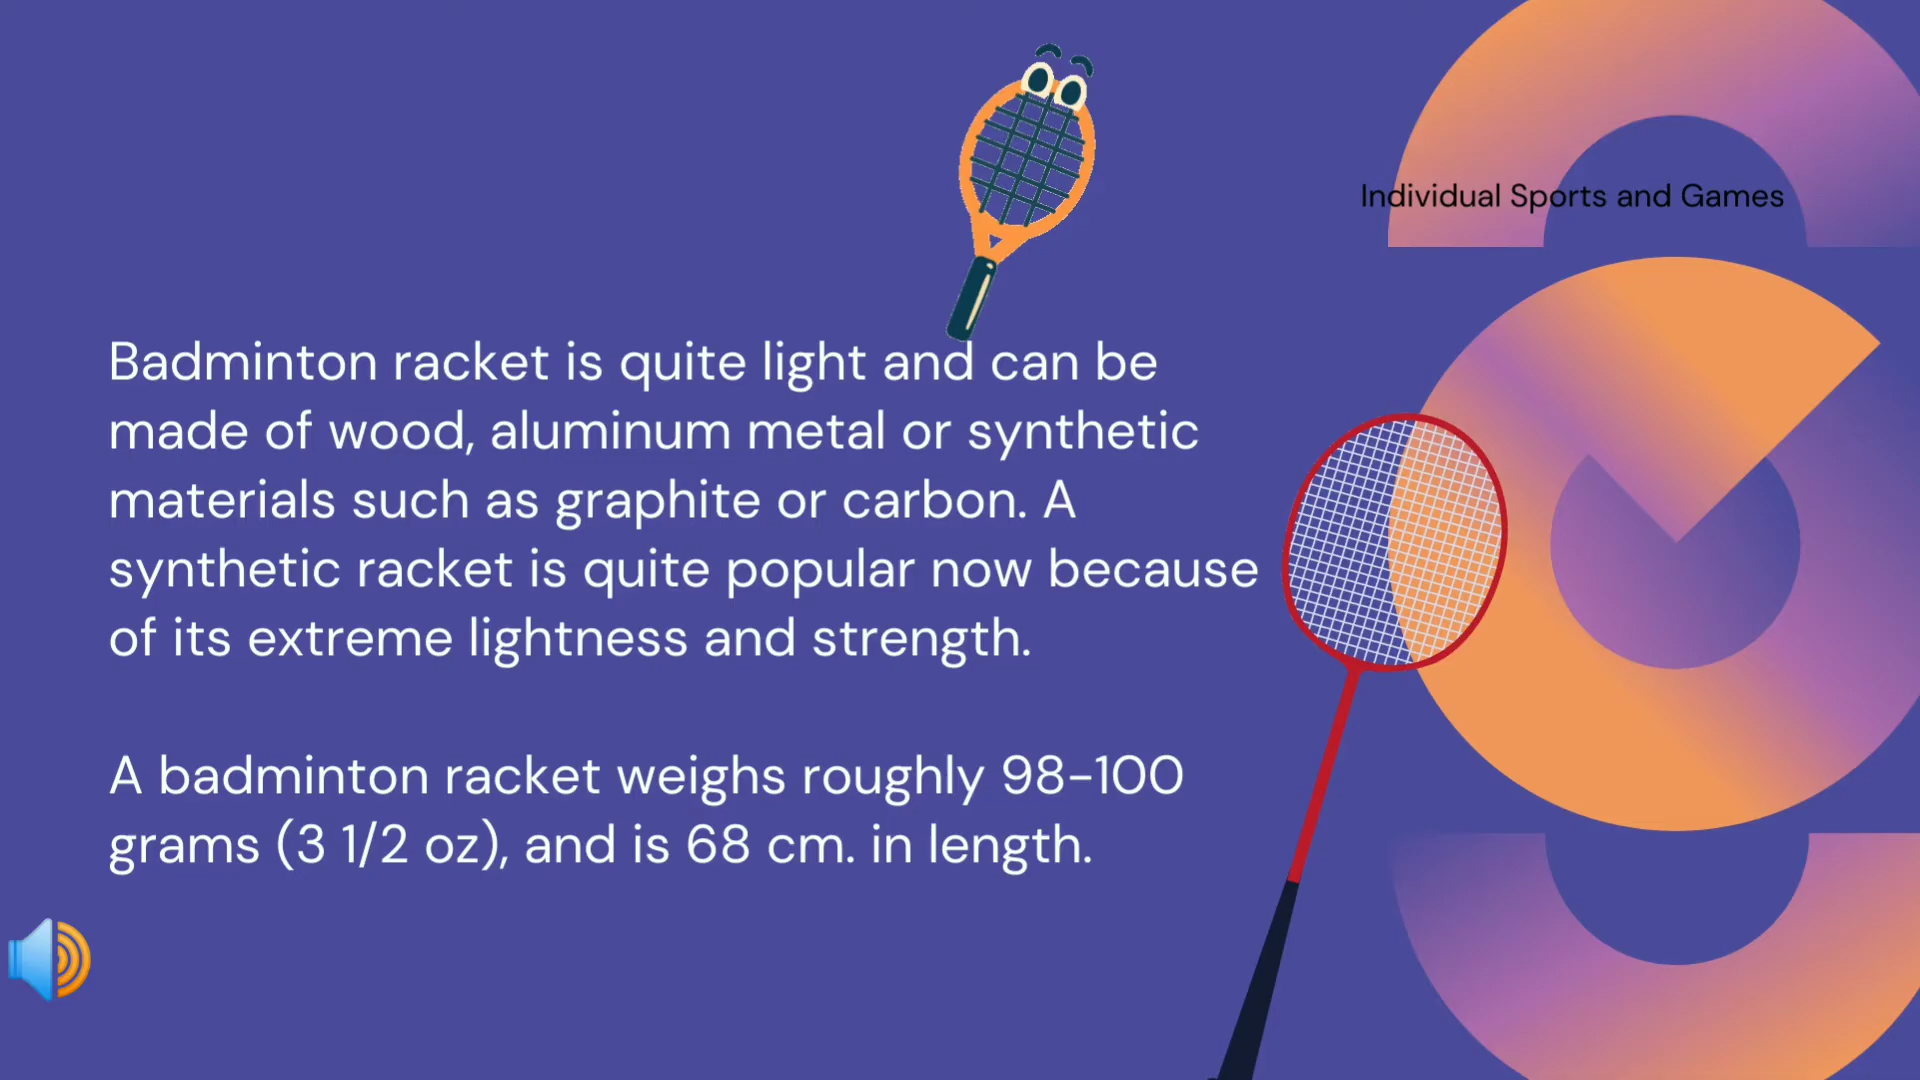 Individual Sports and Games
Badminton racket is quite light and can be
made of wood, aluminum metal or synthetic
materials such as graphite or carbon. A
synthetic racket is quite popular now because
of its extreme lightness and strength.
A badminton racket weighs roughly 98-100
grams (3 1/2 oz), and is 68 cm. in length.